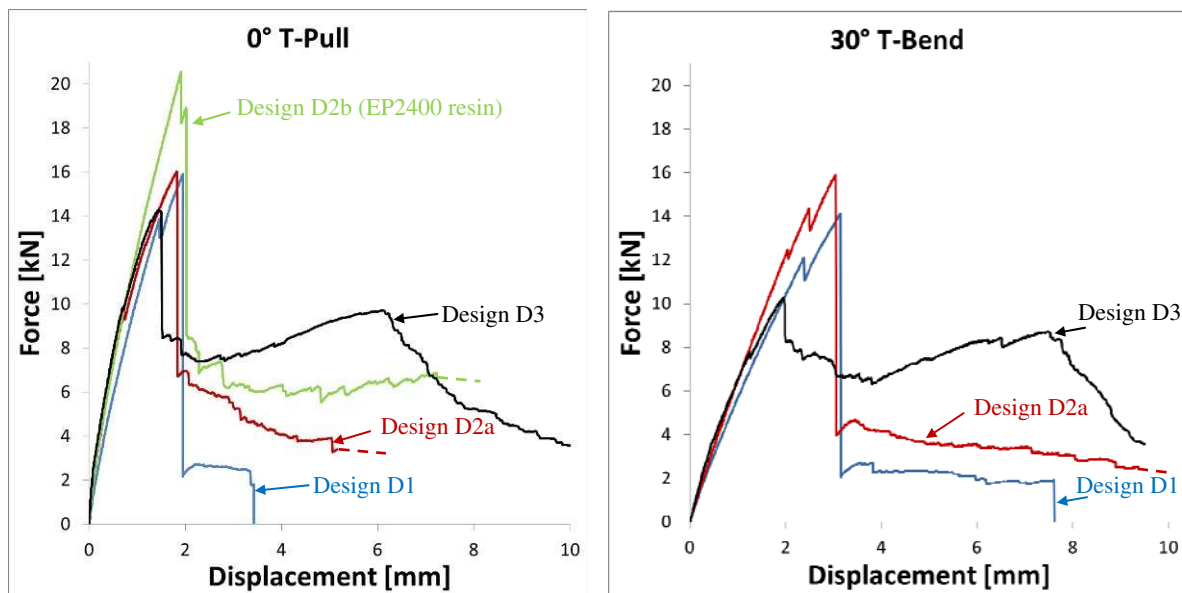 0° T-Pull
Force [kN]
20
18
16
14
12
10
8
6
4
2
0
Design D2b (EP2400 resin)
Design D3
Design D2a
Design D1
0 2 4 6 8 10
Displacement [mm]
30° T-Bend
Force [kN]
20
18
16
14
12
10
8
6
4
2
0
Design D3
Design D2a
Design D1
0 2 4 6 8 10
Displacement [mm]